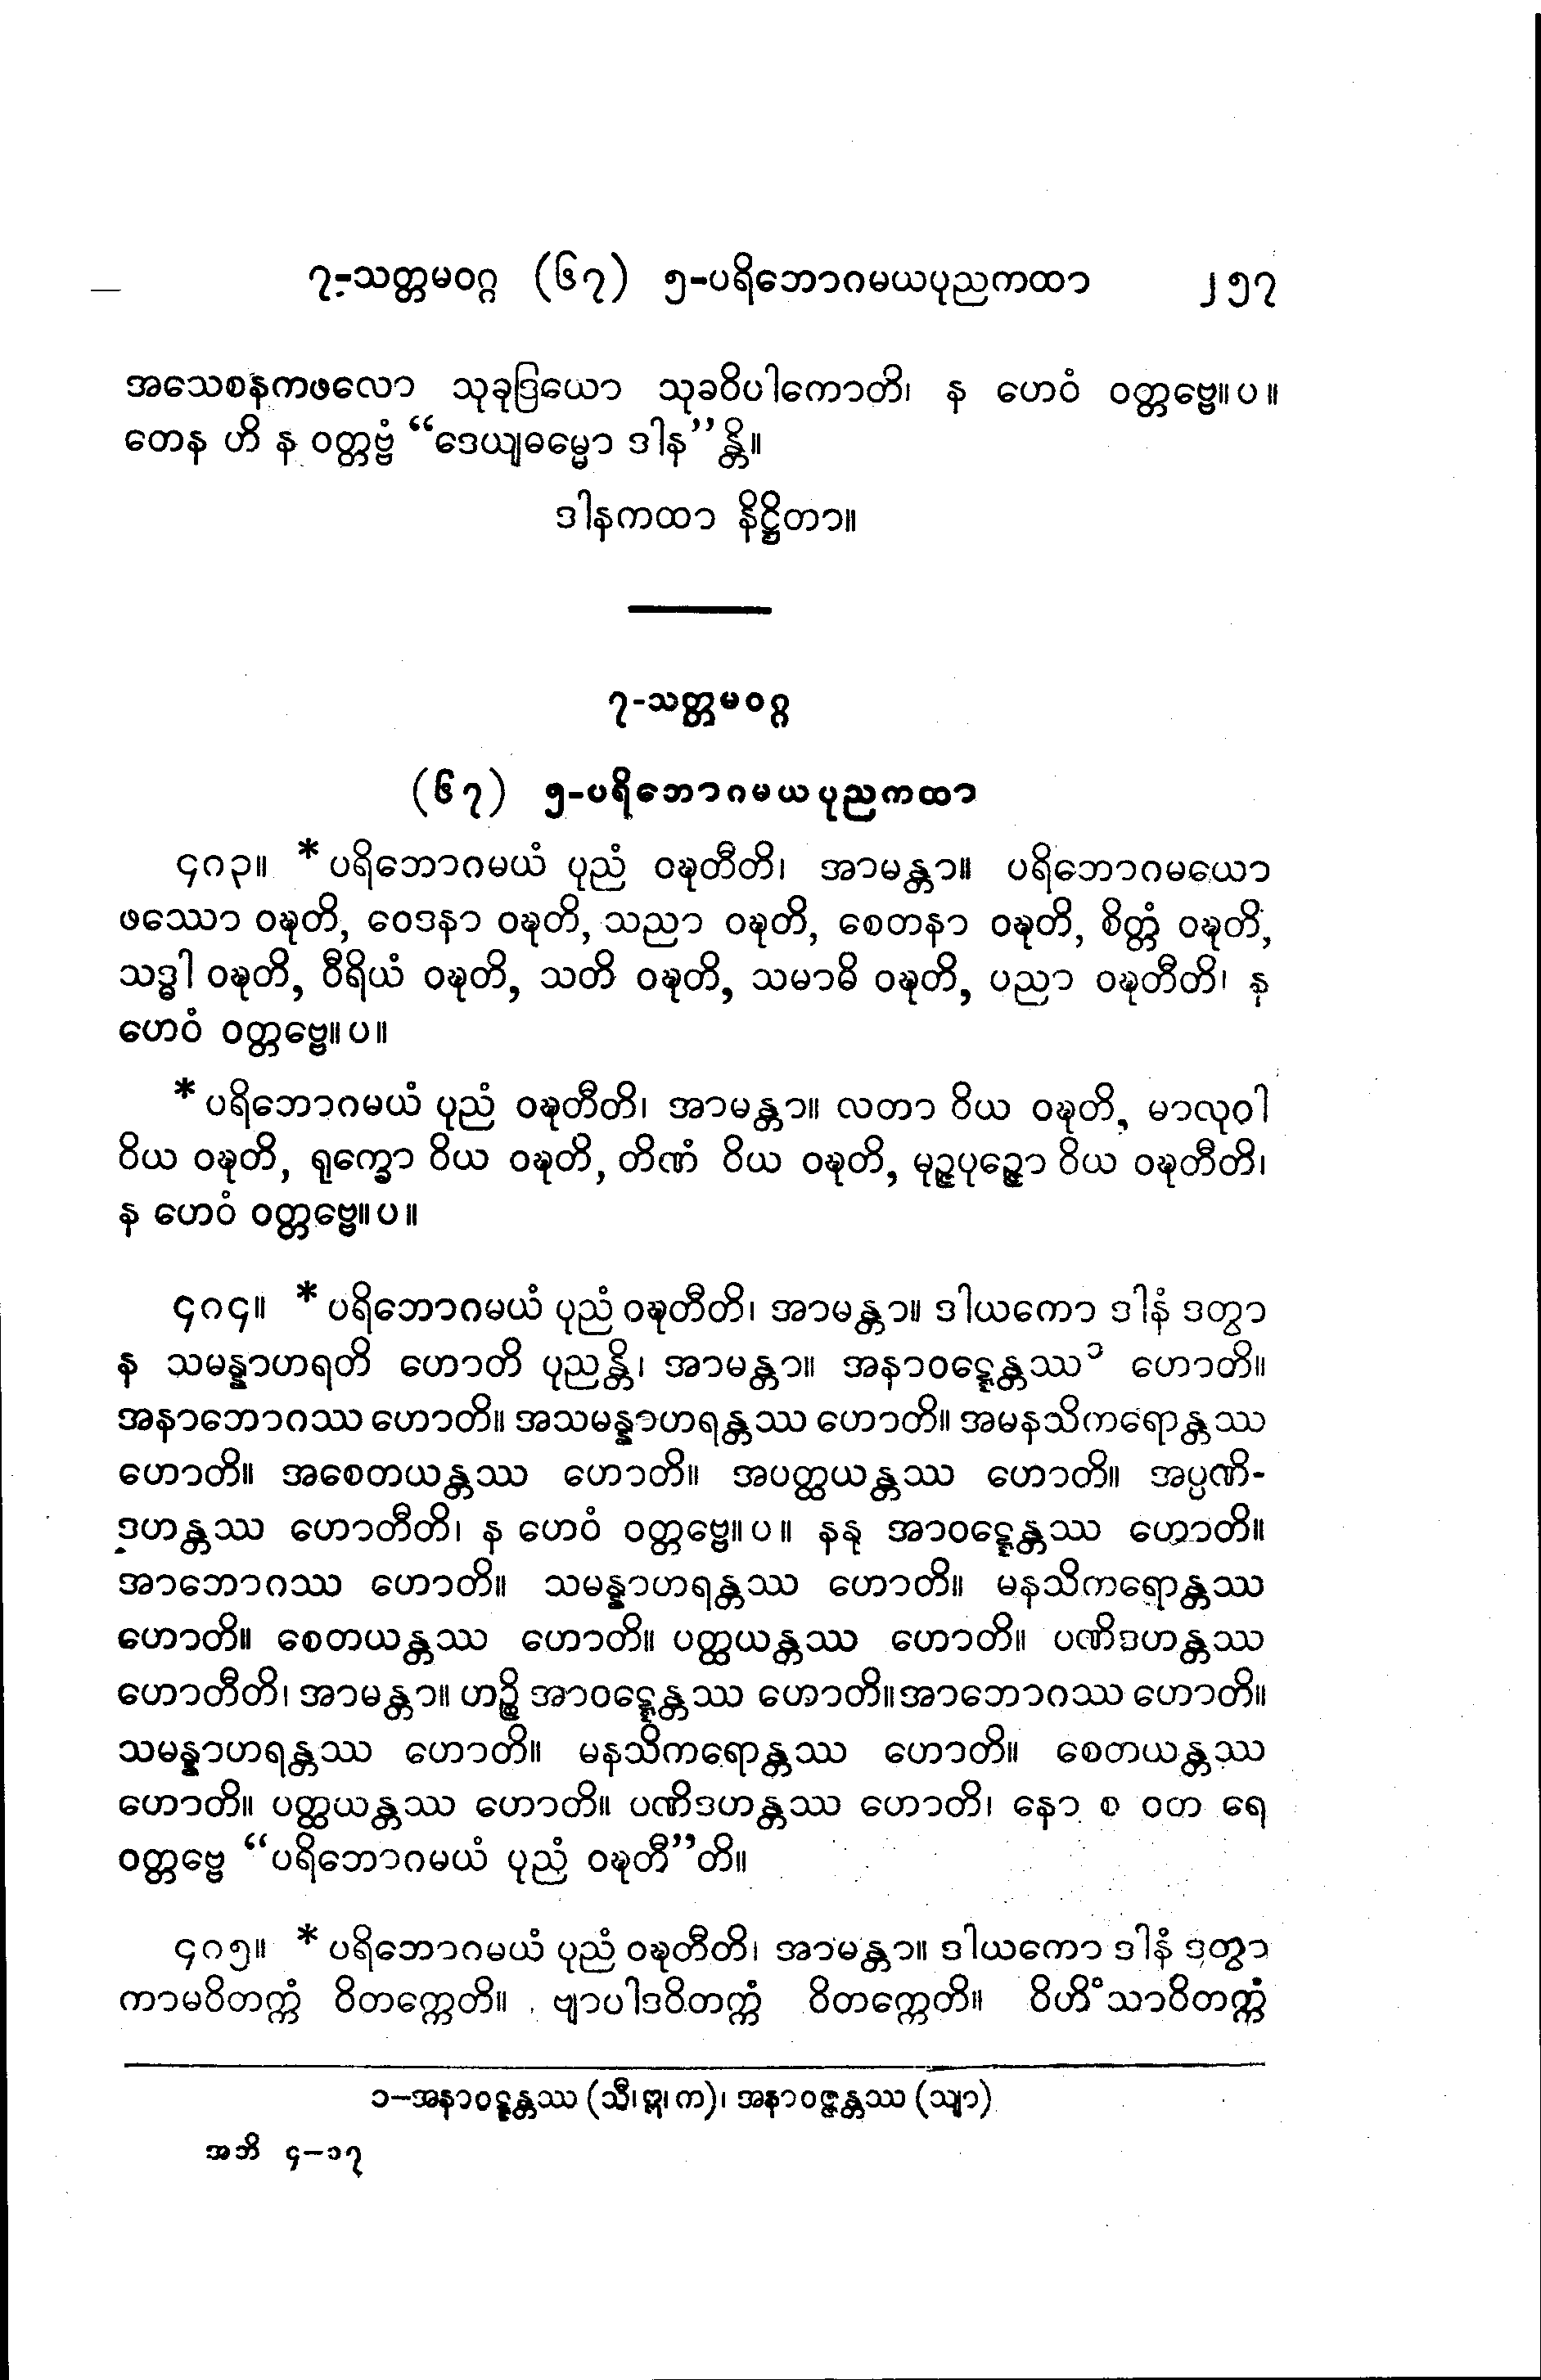 ၇-သတ္တမဝဂ္ဂ (၆၇) ၅-ပရိဘောဂမယပုညကထာ ၂၅၇
အသေစနကဖလော သုခုဒြယော သုခဝိပါကောတိ၊ န ဟေဝံ ဝတ္တဗ္ဗေ။ပ။
တေန ဟိ န ဝတ္တဗ္ဗံ “ဒေယျဓမ္မော ဒါန”န္တိ။
ဒါနကထာ နိဋ္ဌိတာ။
၇-သတ္တမဝဂ္ဂ
(၆၇) ၅-ပရိဘောဂမယပုညကထာ
၄၈၃။ *ပရိဘောဂမယံ ပုညံ ဝဍ္ဎတီတိ၊ အာမန္တာ။ ပရိဘောဂမယော
ဖဿော ဝဍ္ဎတိ, ဝေဒနာ ဝဍ္ဎတိ, သညာ ဝဍ္ဎတိ, စေတနာ ဝဍ္ဎတိ, စိတ္တံ ဝဍ္ဎတိ,
သဒ္ဓါ ဝဍ္ဎတိ, ဝီရိယံ ဝဍ္ဎတိ, သတိ ဝဍ္ဎတိ, သမာဓိ ဝဍ္ဎတိ, ပညာ ဝဍ္ဎတီတိ၊ န
ဟေဝံ ဝတ္တဗ္ဗေ။ပ။
*ပရိဘောဂမယံ ပုညံ ဝဍ္ဎတီတိ၊ အာမန္တာ။ လတာ ဝိယ ဝဍ္ဎတိ, မာလုဝါ
ဝိယ ဝဍ္ဎတိ, ရုက္ခော ဝိယ ဝဍ္ဎတိ, တိဏံ ဝိယ ဝဍ္ဎတိ, မုဉ္ဇပုဉ္ဇော ဝိယ ဝဍ္ဎတီတိ၊
န ဟေဝံ ဝတ္တဗ္ဗေ။ပ။
၄၈၄။ *ပရိဘောဂမယံ ပုညံ ဝဍ္ဎတီတိ၊ အာမန္တာ။ ဒါယကော ဒါနံ ဒတွာ
န သမန္နာဟရတိ ဟောတိ ပုညန္တိ၊ အာမန္တာ။ အနာဝဋ္ဋေန္တဿ၁ ဟောတိ။
အနာဘောဂဿ ဟောတိ။ အသမန္နာဟရန္တဿ ဟောတိ။ အမနသိကရောန္တဿ
ဟောတိ။ အစေတယန္တဿ ဟောတိ။ အပတ္ထယန္တဿ ဟောတိ။ အပ္ပဏိ-
ဒဟန္တဿ ဟောတီတိ၊ န ဟေဝံ ဝတ္တဗ္ဗေ။ပ။ နနု အာဝဋ္ဋေန္တဿ ဟောတိ။
အာဘောဂဿ ဟောတိ။ သမန္နာဟရန္တဿ ဟောတိ။ မနသိကရောန္တဿ
ဟောတိ။ စေတယန္တဿ ဟောတိ။ ပတ္ထယန္တဿ ဟောတိ။ ပဏိဒဟန္တဿ
ဟောတီတိ၊ အာမန္တာ။ ဟဉ္စိ အာဝဋ္ဋေန္တဿ ဟောတိ။အာဘောဂဿ ဟောတိ။
သမန္နာဟရန္တဿ ဟောတိ။ မနသိကရောန္တဿ ဟောတိ။ စေတယန္တဿ
ဟောတိ။ ပတ္ထယန္တဿ ဟောတိ။ ပဏိဒဟန္တဿ ဟောတိ၊ နော စ ဝတ ရေ
ဝတ္တဗ္ဗေ “ပရိဘောဂမယံ ပုညံ ဝဍ္ဎတီ”တိ။
၄၈၅။ *ပရိဘောဂမယံ ပုညံ ဝဍ္ဎတီတိ၊ အာမန္တာ။ ဒါယကော ဒါနံ ဒတွာ
ကာမဝိတက္ကံ ဝိတက္ကေတိ။ ဗျာပါဒဝိတက္ကံ ဝိတက္ကေတိ။ ဝိဟိံသာဝိတက္ကံ
၁–အနာဝဋ္ဋန္တဿ (သီ၊ ဣ၊ က)၊ အနာဝဇ္ဇန္တဿ (သျာ)
အဘိ ၄–၁၇